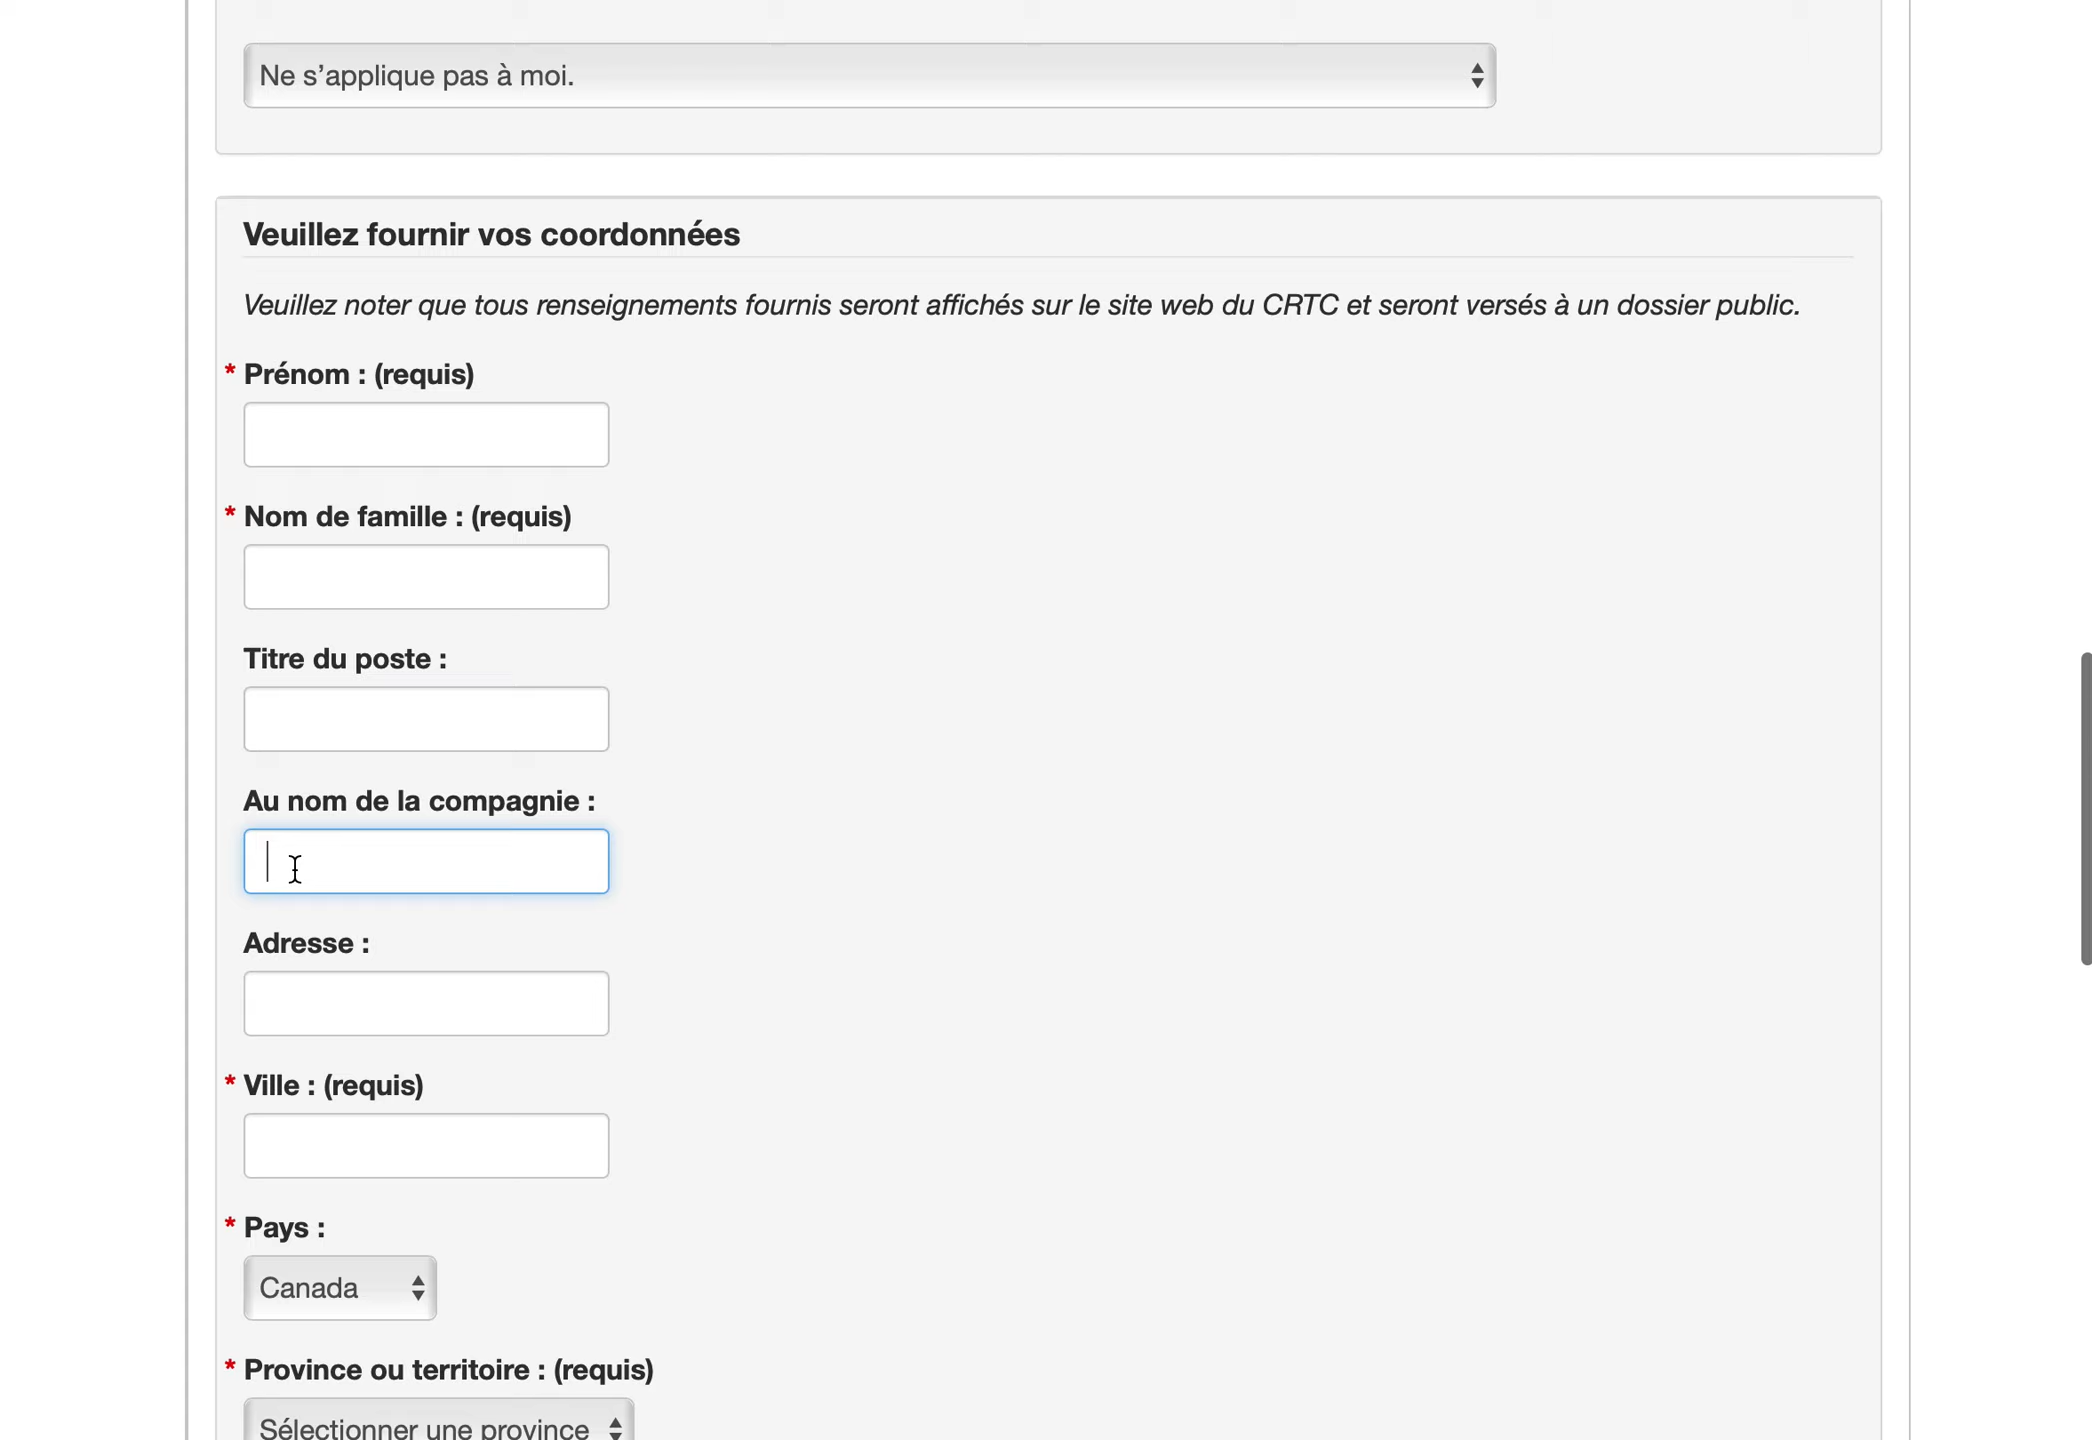 Ne s’applique pas à moi.
Veuillez fournir vos coordonnées
Veuillez noter que tous renseignements fournis seront affichés sur le site web du CRTC et seront versés à un dossier public.
* Prénom : (requis)
* Nom de famille : (requis)
Titre du poste :
Au nom de la compagnie :
Adresse :
* Ville : (requis)
* Pays :
Canada
* Province ou territoire : (requis)
Sélectionner une province